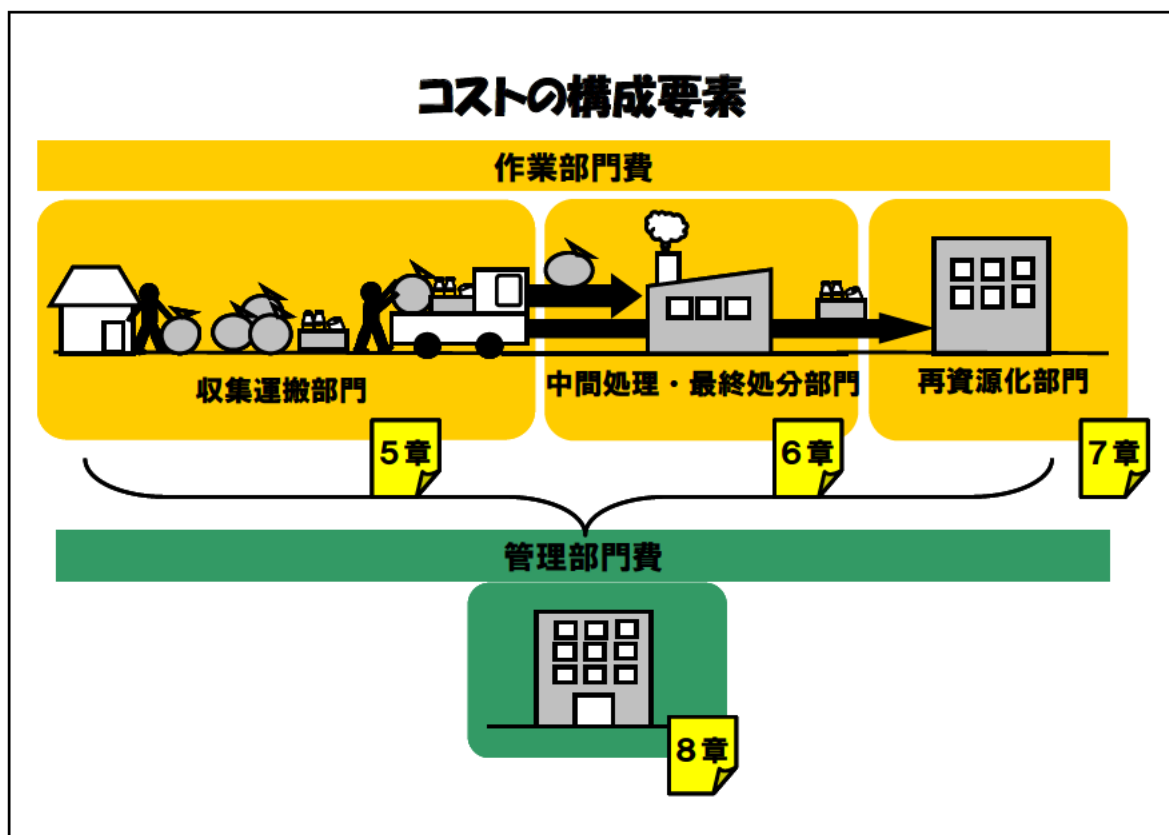 コストの構成要素
作業部門費
収集運搬部門
中間処理・最終処分部門
再資源化部門
5章
6章
7章
管理部門費
8章